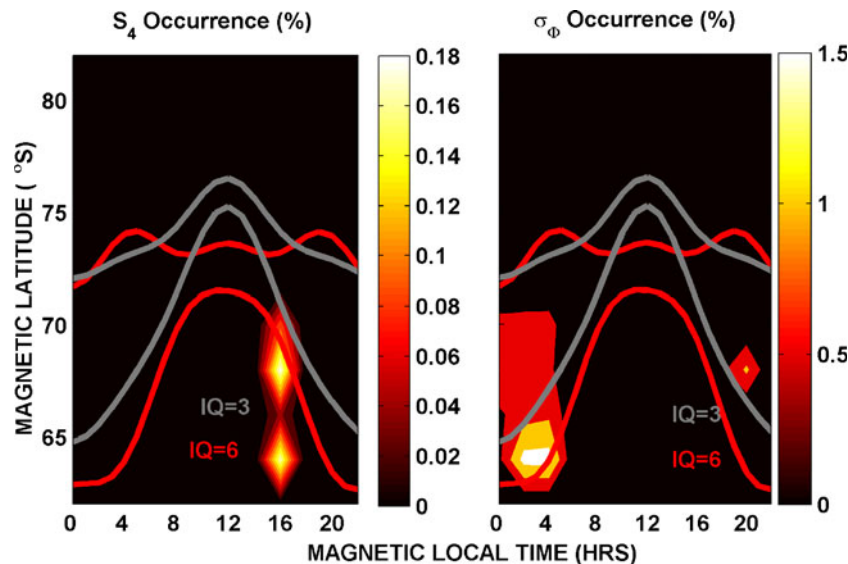 S₄ Occurrence (%)
σ_Φ Occurrence (%)
MAGNETIC LATITUDE ( °S)
80
75
70
65
0.18
0.16
0.14
0.12
0.1
0.08
0.06
0.04
0.02
0
1.5
1
0.5
0
IQ=3
IQ=6
IQ=3
IQ=6
0 4 8 12 16 20
0 4 8 12 16 20
MAGNETIC LOCAL TIME (HRS)